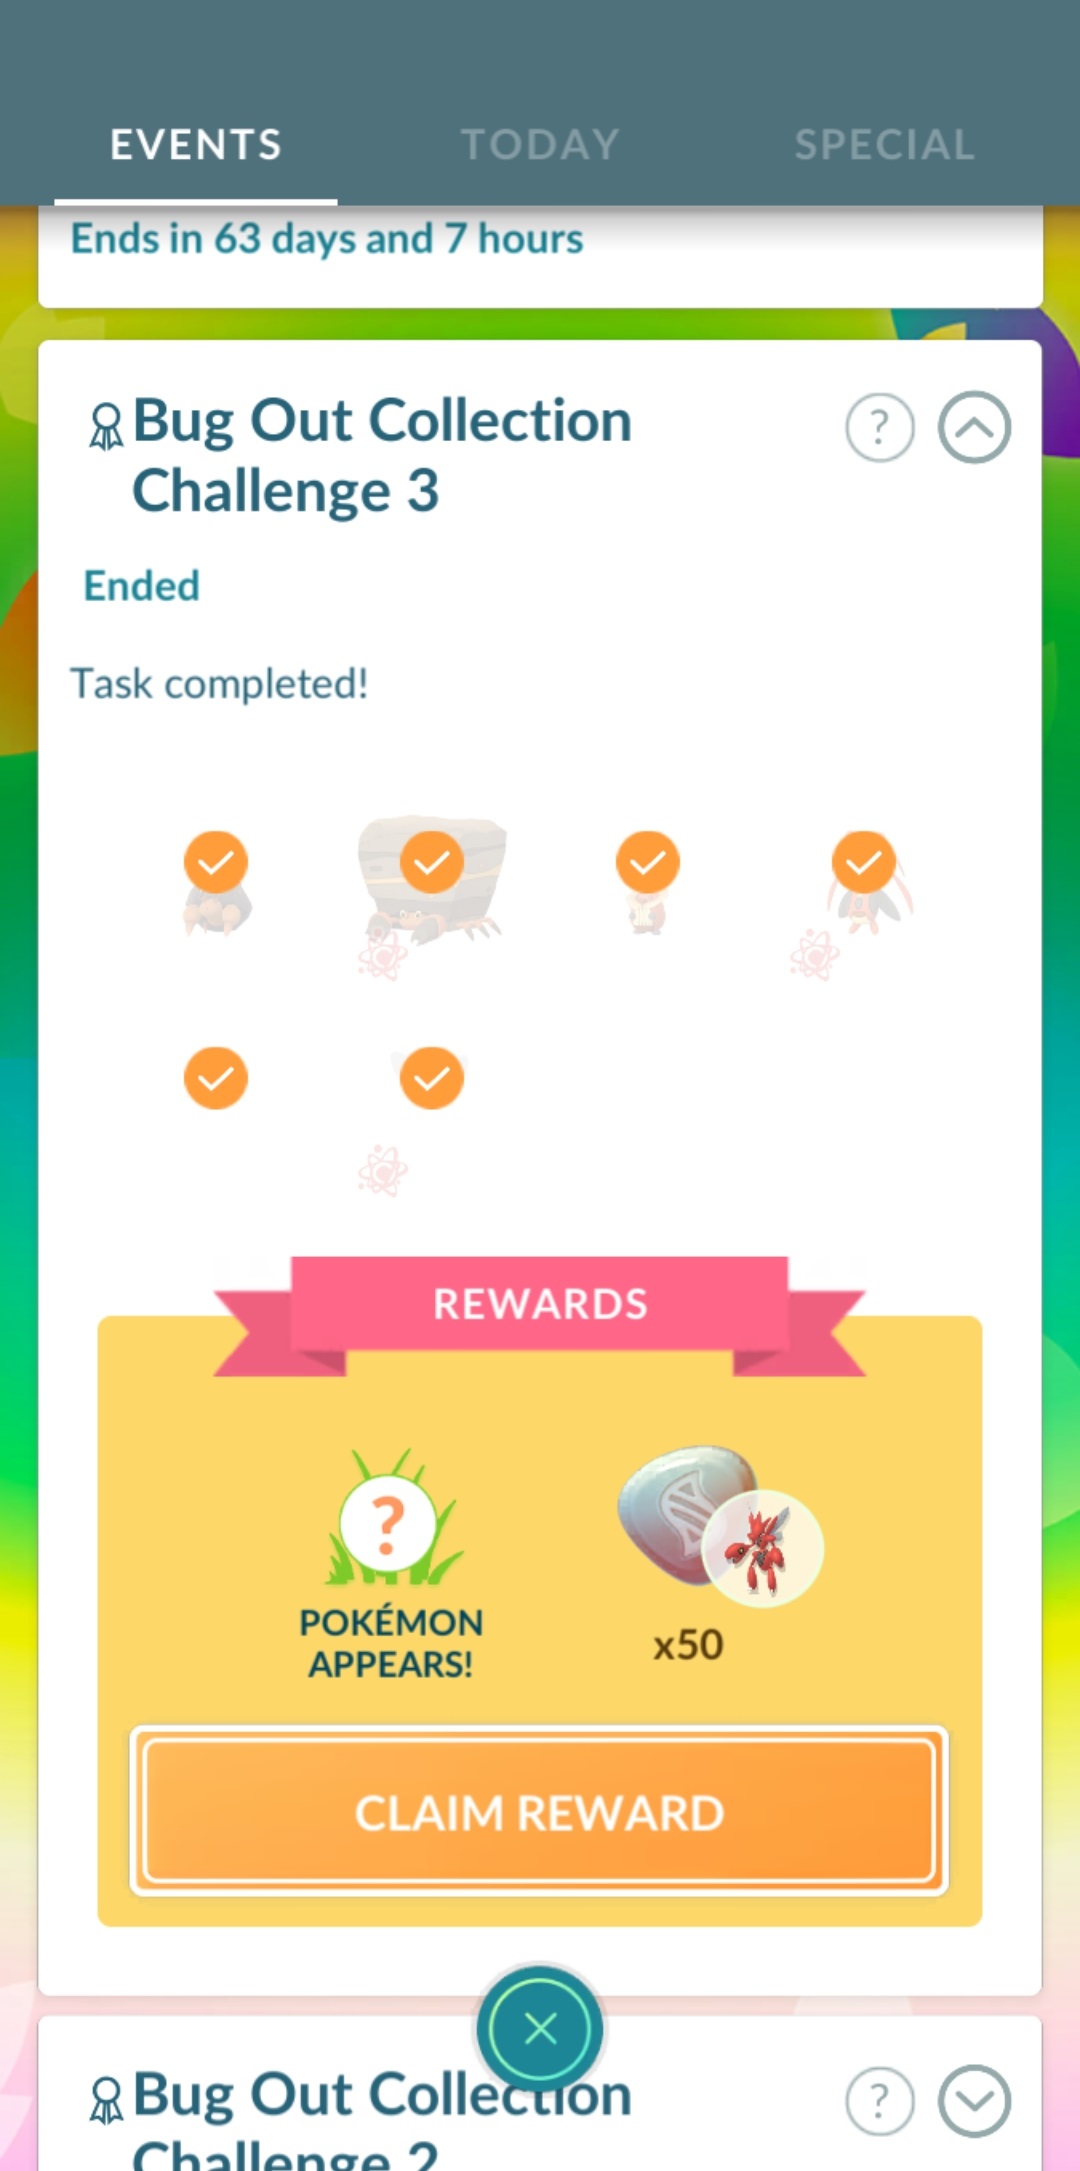 EVENTS TODAY SPECIAL
Ends in 63 days and 7 hours
Bug Out Collection
Challenge 3
?
Ended
Task completed!
REWARDS
?
POKÉMON
APPEARS!
x50
CLAIM REWARD
Bug Out Collection
Challenge 2
?